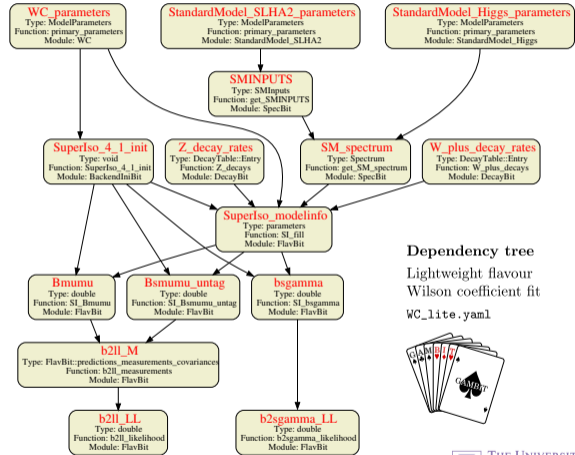 WC_parameters
Type: ModelParameters
Function: primary_parameters
Module: WC
StandardModel_SLHA2_parameters
Type: ModelParameters
Function: primary_parameters
Module: StandardModel_SLHA2
StandardModel_Higgs_parameters
Type: ModelParameters
Function: primary_parameters
Module: StandardModel_Higgs
SMINPUTS
Type: SMInputs
Function: get_SMINPUTS
Module: SpecBit
SuperIso_4_1_init
Type: void
Function: SuperIso_4_1_init
Module: BackendIniBit
Z_decay_rates
Type: DecayTable::Entry
Function: Z_decays
Module: DecayBit
SM_spectrum
Type: Spectrum
Function: get_SM_spectrum
Module: SpecBit
W_plus_decay_rates
Type: DecayTable::Entry
Function: W_plus_decays
Module: DecayBit
SuperIso_modelinfo
Type: parameters
Function: SI_fill
Module: FlavBit
Bmumu
Type: double
Function: SI_Bmumu
Module: FlavBit
Bsmumu_untag
Type: double
Function: SI_Bsmumu_untag
Module: FlavBit
bsgamma
Type: double
Function: SI_bsgamma
Module: FlavBit
b2ll_M
Type: FlavBit::predictions_measurements_covariances
Function: b2ll_measurements
Module: FlavBit
b2ll_LL
Type: double
Function: b2ll_likelihood
Module: FlavBit
b2sgamma_LL
Type: double
Function: b2sgamma_likelihood
Module: FlavBit
Dependency tree
Lightweight flavour
Wilson coefficient fit
WC_lite.yaml
G A M B I T
GAMBIT
THE UNIVERSIT